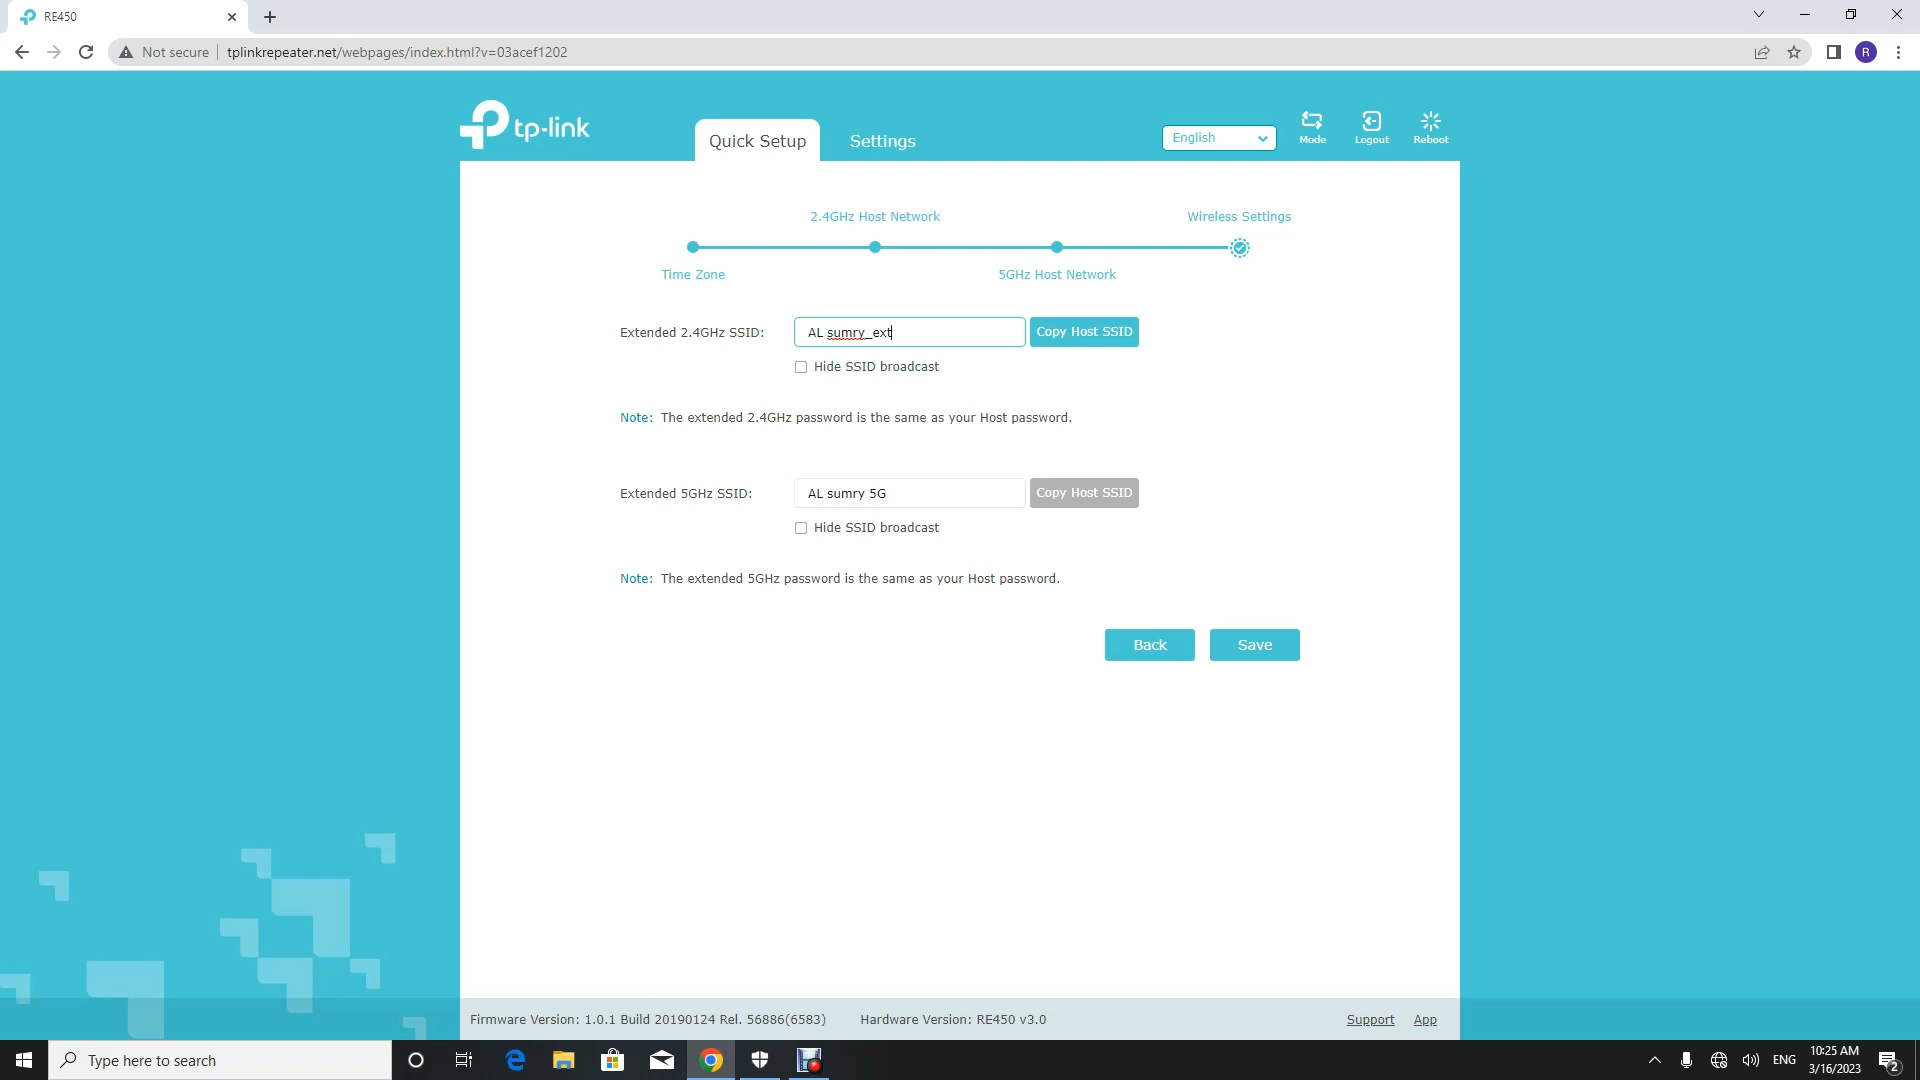 RE450
Not secure tplinkrepeater.net/webpages/index.html?v=03acef1202
R
tp-link
Quick Setup
Settings
English
Mode
Logout
Reboot
2.4GHz Host Network
Wireless Settings
Time Zone
5GHz Host Network
Extended 2.4GHz SSID:
AL sumry_ext
Copy Host SSID
Hide SSID broadcast
Note: The extended 2.4GHz password is the same as your Host password.
Extended 5GHz SSID:
AL sumry 5G
Copy Host SSID
Hide SSID broadcast
Note: The extended 5GHz password is the same as your Host password.
Back
Save
Firmware Version: 1.0.1 Build 20190124 Rel. 56886(6583)
Hardware Version: RE450 v3.0
Support
App
Type here to search
ENG
10:25 AM
3/16/2023
2